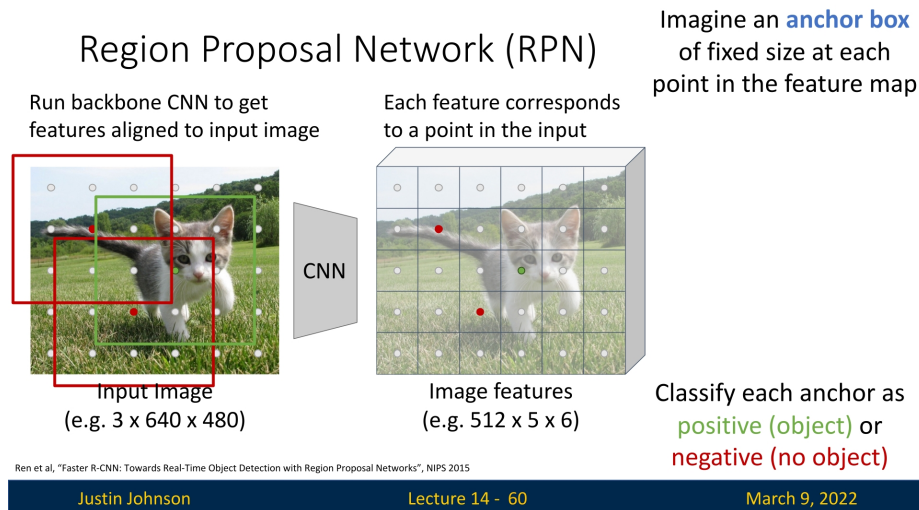 Region Proposal Network (RPN)
Imagine an anchor box
of fixed size at each
point in the feature map
Run backbone CNN to get
features aligned to input image
Each feature corresponds
to a point in the input
CNN
Input Image
(e.g. 3 x 640 x 480)
Image features
(e.g. 512 x 5 x 6)
Classify each anchor as
positive (object) or
negative (no object)
Ren et al, “Faster R-CNN: Towards Real-Time Object Detection with Region Proposal Networks”, NIPS 2015
Justin Johnson
Lecture 14 - 60
March 9, 2022